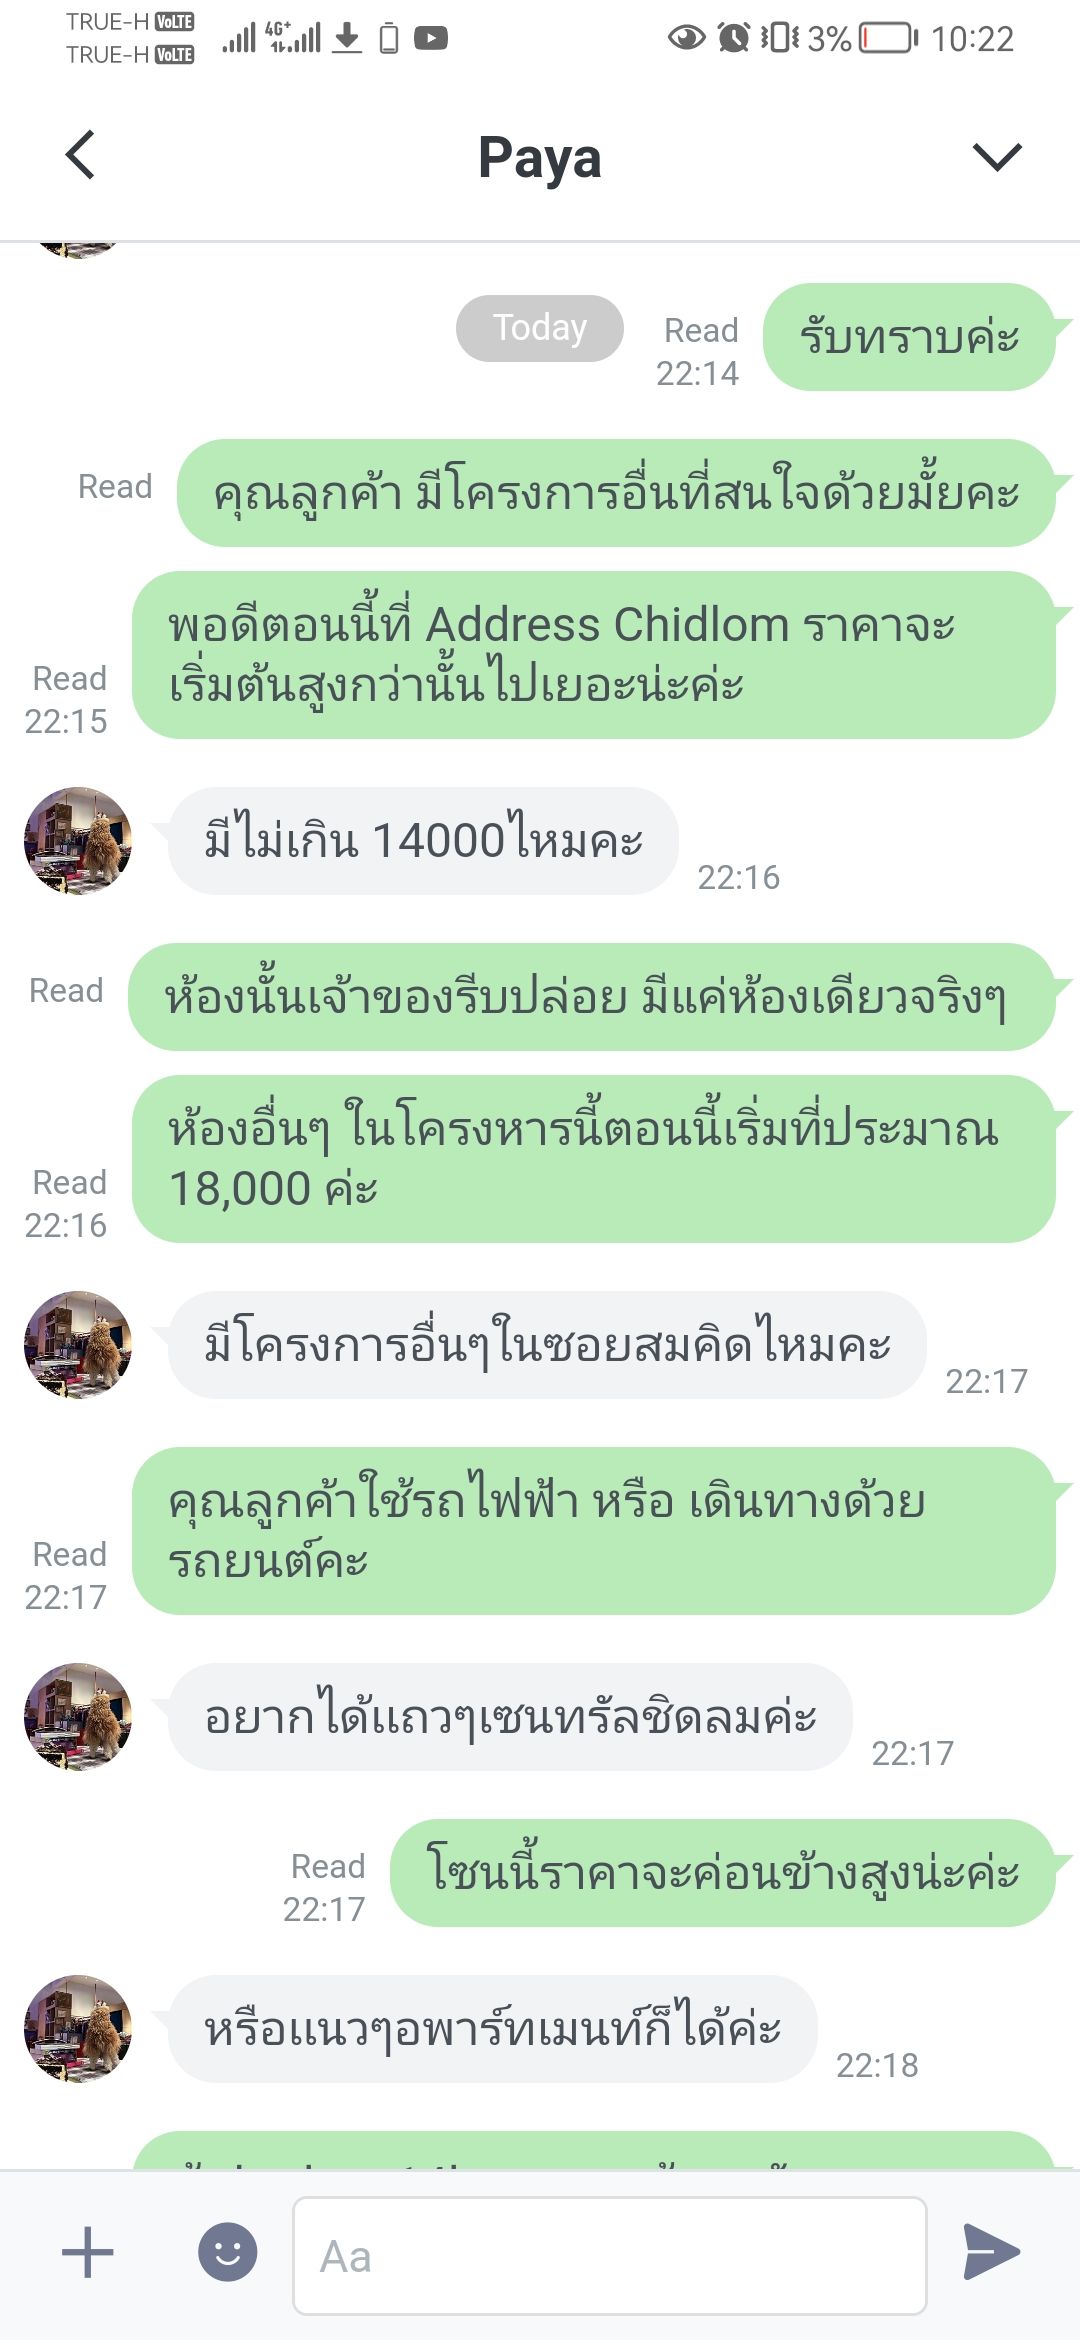 TRUE-H VoLTE
TRUE-H VoLTE
4G+
3%
10:22
Paya
Today
Read
22:14
รับทราบค่ะ
Read
คุณลูกค้า มีโครงการอื่นที่สนใจด้วยมั้ยคะ
พอดีตอนนี้ที่ Address Chidlom ราคาจะ
เริ่มต้นสูงกว่านั้นไปเยอะน่ะค่ะ
Read
22:15
มีไม่เกิน 14000ไหมคะ
22:16
Read
ห้องนั้นเจ้าของรีบปล่อย มีแค่ห้องเดียวจริงๆ
ห้องอื่นๆ ในโครงหารนี้ตอนนี้เริ่มที่ประมาณ
18,000 ค่ะ
Read
22:16
มีโครงการอื่นๆในซอยสมคิดไหมคะ
22:17
คุณลูกค้าใช้รถไฟฟ้า หรือ เดินทางด้วย
รถยนต์คะ
Read
22:17
อยากได้แถวๆเซนทรัลชิดลมค่ะ
22:17
Read
22:17
โซนนี้ราคาจะค่อนข้างสูงน่ะค่ะ
หรือแนวๆอพาร์ทเมนท์ก็ได้ค่ะ
22:18
Aa